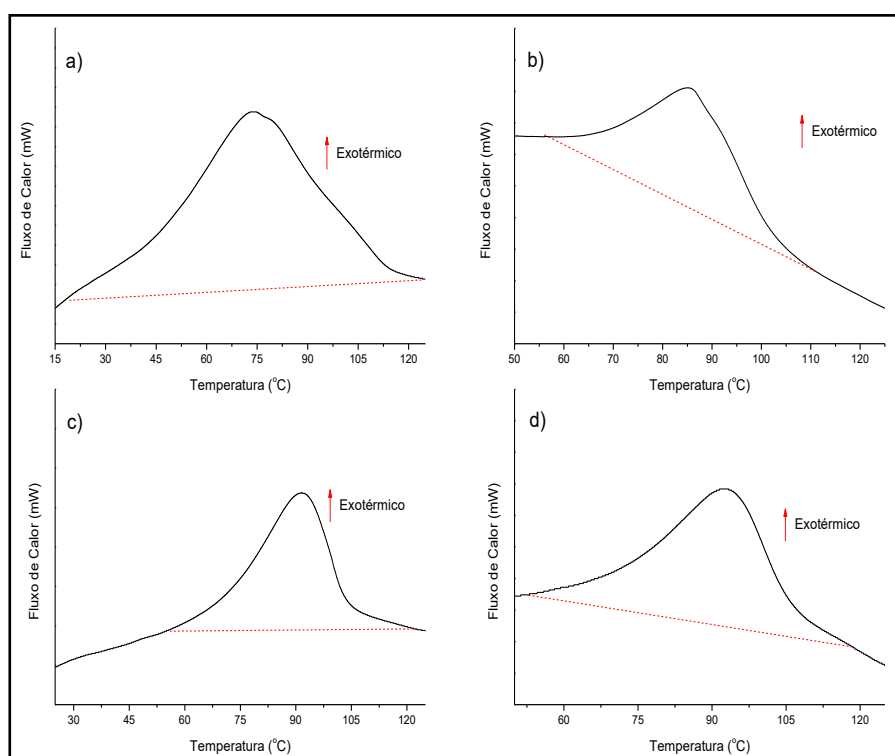 a)
Fluxo de Calor (mW)
Exotérmico
15 30 45 60 75 90 105 120
Temperatura (°C)
b)
Fluxo de Calor (mW)
Exotérmico
50 60 70 80 90 100 110 120
Temperatura (°C)
c)
Fluxo de Calor (mW)
Exotérmico
30 45 60 75 90 105 120
Temperatura (°C)
d)
Fluxo de Calor (mW)
Exotérmico
60 75 90 105 120
Temperatura (°C)